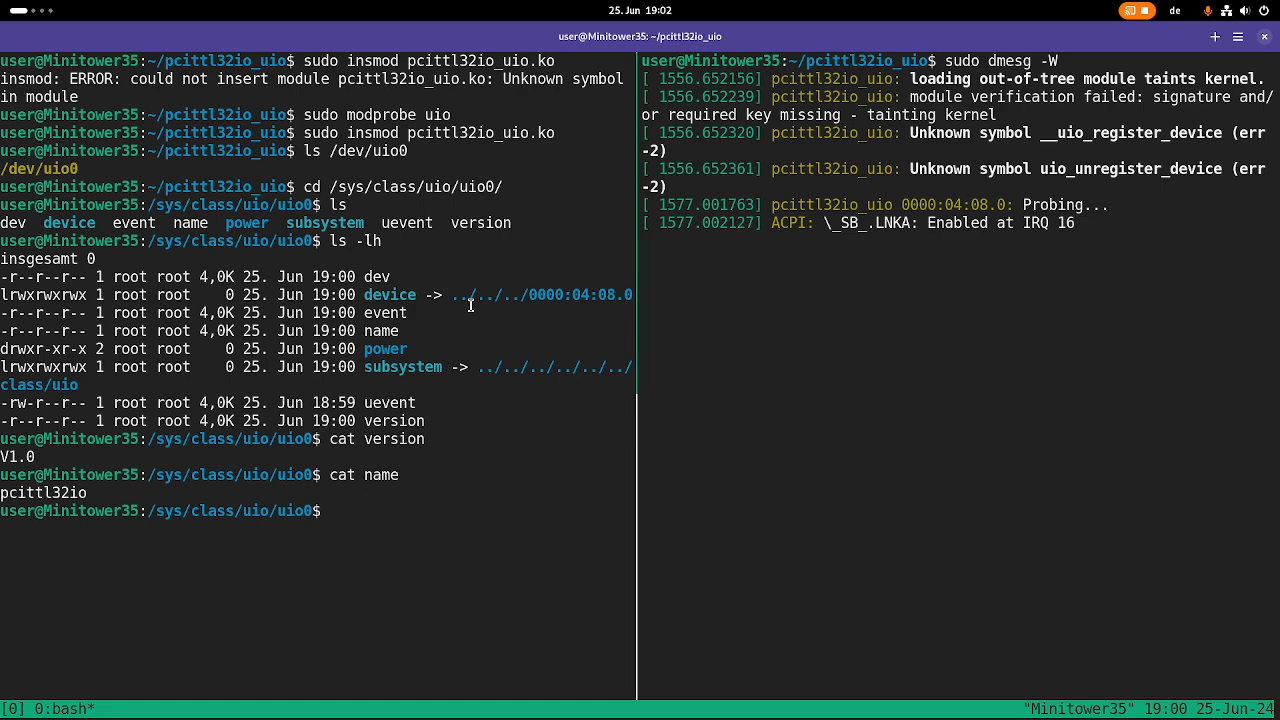 25. Jun 19:02
de
user@Minitower35: ~/pcittl32io_uio
user@Minitower35:~/pcittl32io_uio$ sudo insmod pcittl32io_uio.ko
insmod: ERROR: could not insert module pcittl32io_uio.ko: Unknown symbol
in module
user@Minitower35:~/pcittl32io_uio$ sudo modprobe uio
user@Minitower35:~/pcittl32io_uio$ sudo insmod pcittl32io_uio.ko
user@Minitower35:~/pcittl32io_uio$ ls /dev/uio0
/dev/uio0
user@Minitower35:~/pcittl32io_uio$ cd /sys/class/uio/uio0/
user@Minitower35:/sys/class/uio/uio0$ ls
dev  device  event  name  power  subsystem  uevent  version
user@Minitower35:/sys/class/uio/uio0$ ls -lh
insgesamt 0
-r--r--r-- 1 root root 4,0K 25. Jun 19:00 dev
lrwxrwxrwx 1 root root    0 25. Jun 19:00 device -> ../../../0000:04:08.0
-r--r--r-- 1 root root 4,0K 25. Jun 19:00 event
-r--r--r-- 1 root root 4,0K 25. Jun 19:00 name
drwxr-xr-x 2 root root    0 25. Jun 19:00 power
lrwxrwxrwx 1 root root    0 25. Jun 19:00 subsystem -> ../../../../../../
class/uio
-rw-r--r-- 1 root root 4,0K 25. Jun 18:59 uevent
-r--r--r-- 1 root root 4,0K 25. Jun 19:00 version
user@Minitower35:/sys/class/uio/uio0$ cat version
V1.0
user@Minitower35:/sys/class/uio/uio0$ cat name
pcittl32io
user@Minitower35:/sys/class/uio/uio0$
user@Minitower35:~/pcittl32io_uio$ sudo dmesg -W
[ 1556.652156] pcittl32io_uio: loading out-of-tree module taints kernel.
[ 1556.652239] pcittl32io_uio: module verification failed: signature and/
or required key missing - tainting kernel
[ 1556.652320] pcittl32io_uio: Unknown symbol __uio_register_device (err
-2)
[ 1556.652361] pcittl32io_uio: Unknown symbol uio_unregister_device (err
-2)
[ 1577.001763] pcittl32io_uio 0000:04:08.0: Probing...
[ 1577.002127] ACPI: \_SB_.LNKA: Enabled at IRQ 16
[0] 0:bash*
"Minitower35" 19:00 25-Jun-24